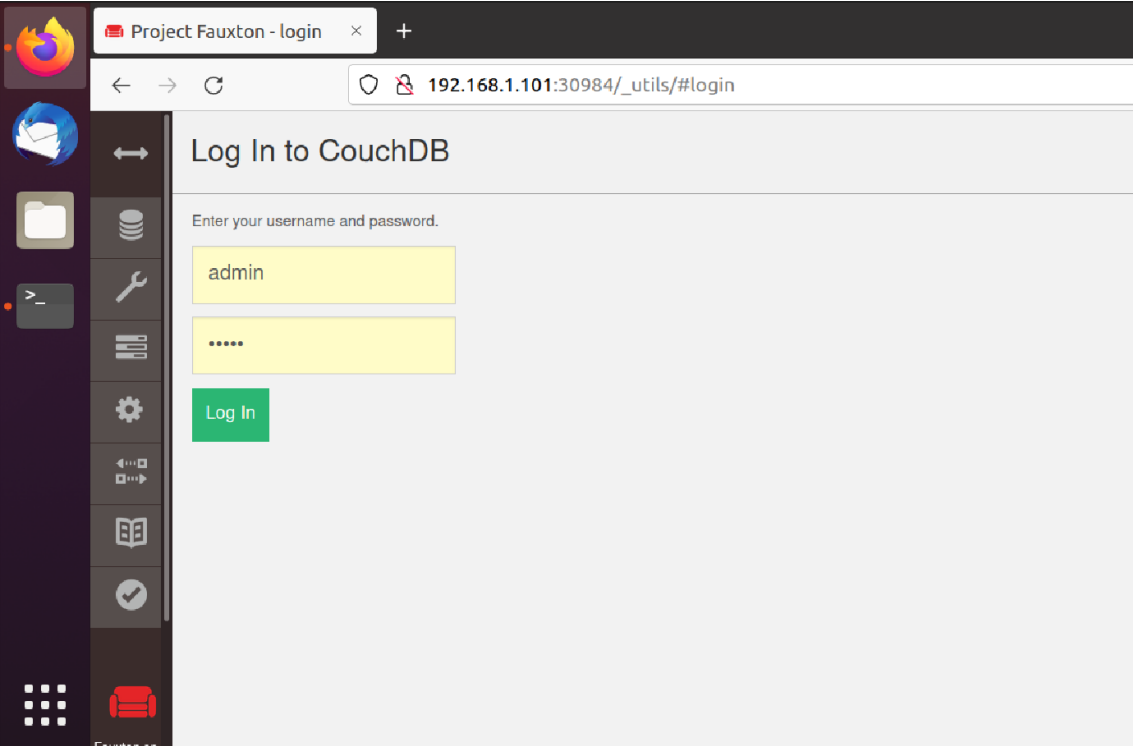 Project Fauxton - login
192.168.1.101:30984/_utils/#login
Log In to CouchDB
Enter your username and password.
admin
•••••
Log In